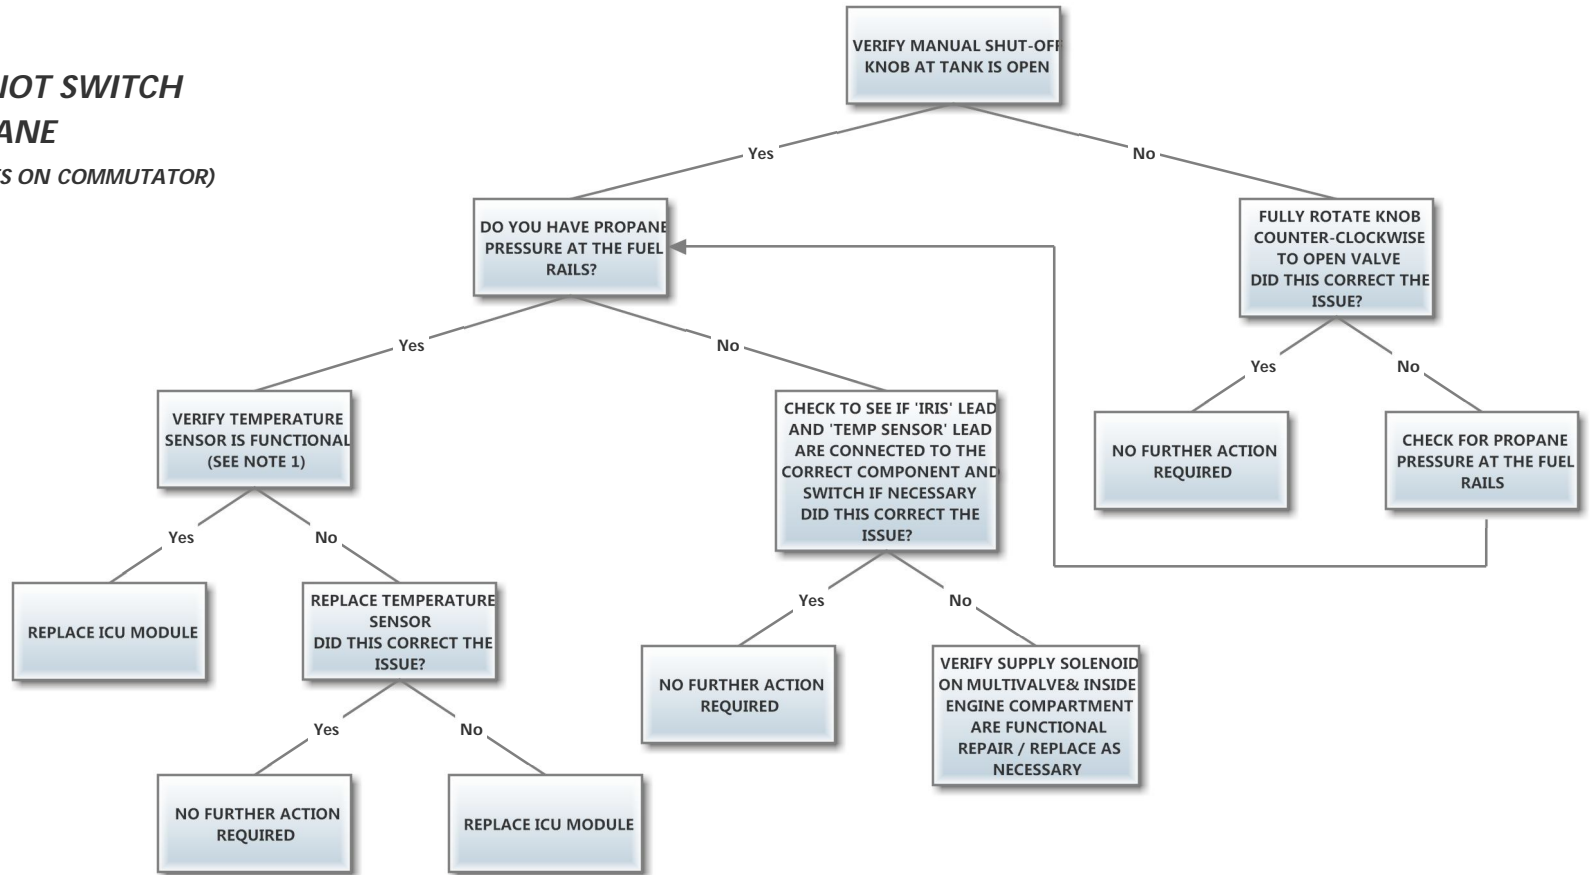 NOT SWITCH
ANE
S ON COMMUTATOR)
VERIFY MANUAL SHUT-OFF
KNOB AT TANK IS OPEN
Yes
No
DO YOU HAVE PROPANE
PRESSURE AT THE FUEL
RAILS?
FULLY ROTATE KNOB
COUNTER-CLOCKWISE
TO OPEN VALVE
DID THIS CORRECT THE
ISSUE?
Yes
No
Yes
No
VERIFY TEMPERATURE
SENSOR IS FUNCTIONAL
(SEE NOTE 1)
CHECK TO SEE IF 'IRIS' LEAD
AND 'TEMP SENSOR' LEAD
ARE CONNECTED TO THE
CORRECT COMPONENT AND
SWITCH IF NECESSARY
DID THIS CORRECT THE
ISSUE?
NO FURTHER ACTION
REQUIRED
CHECK FOR PROPANE
PRESSURE AT THE FUEL
RAILS
Yes
No
Yes
No
REPLACE ICU MODULE
REPLACE TEMPERATURE
SENSOR
DID THIS CORRECT THE
ISSUE?
NO FURTHER ACTION
REQUIRED
VERIFY SUPPLY SOLENOID
ON MULTIVALVE& INSIDE
ENGINE COMPARTMENT
ARE FUNCTIONAL
REPAIR / REPLACE AS
NECESSARY
Yes
No
NO FURTHER ACTION
REQUIRED
REPLACE ICU MODULE